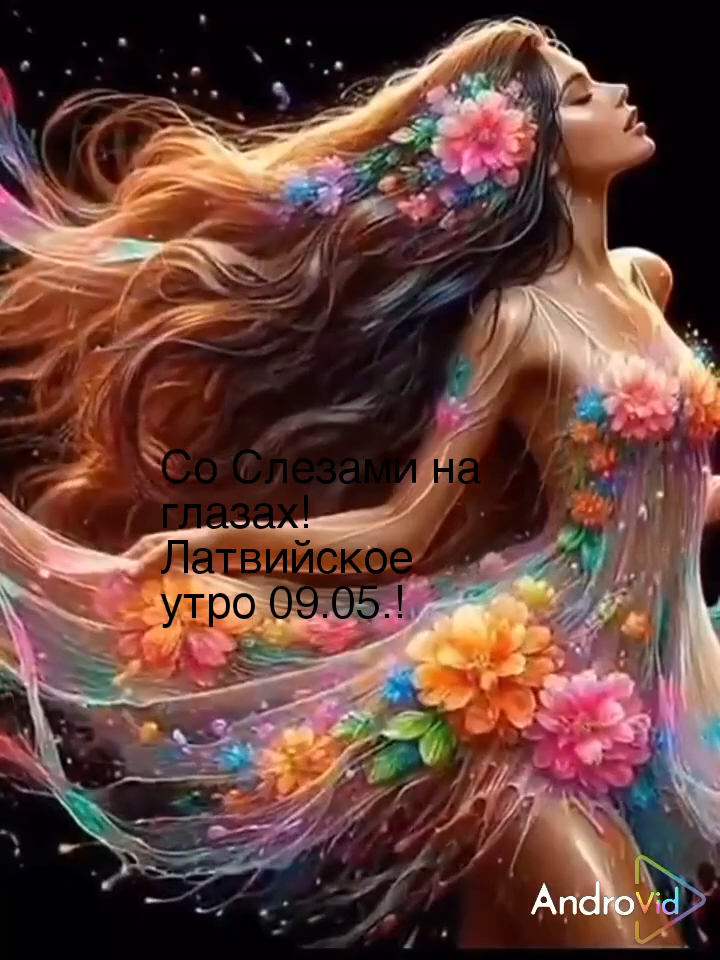 Со Слезами на
глазах!
Латвийское
утро 09.05.!
AndroVid